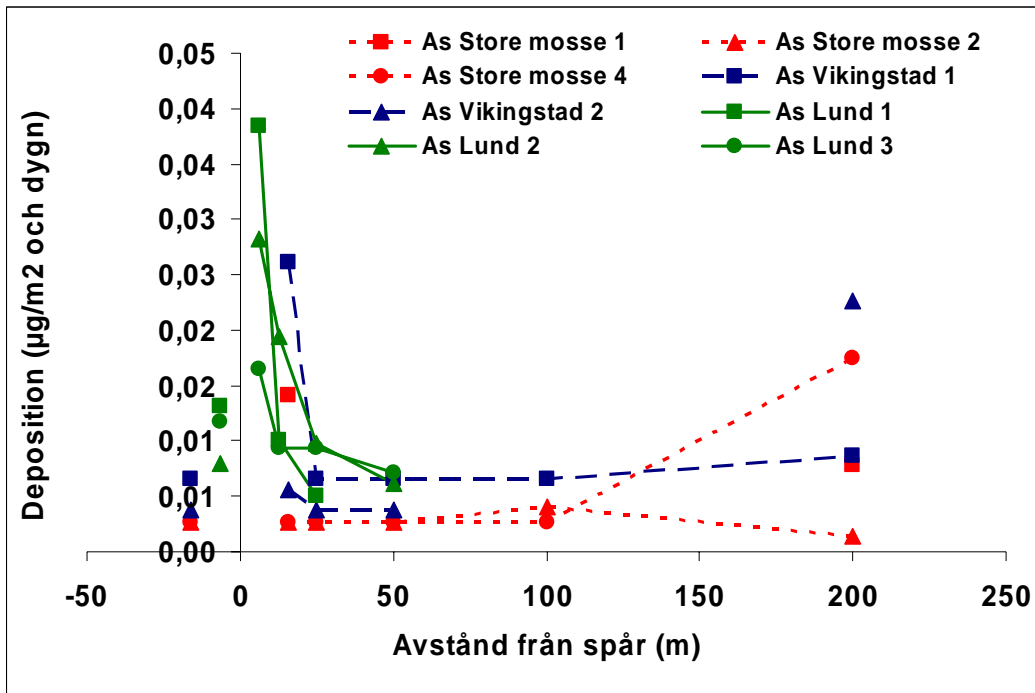 As Store mosse 1
As Store mosse 2
As Store mosse 4
As Vikingstad 1
As Vikingstad 2
As Lund 1
As Lund 2
As Lund 3
Deposition (µg/m2 och dygn)
0,05
0,04
0,04
0,03
0,03
0,02
0,02
0,01
0,01
0,00
-50
0
50
100
150
200
250
Avstånd från spår (m)